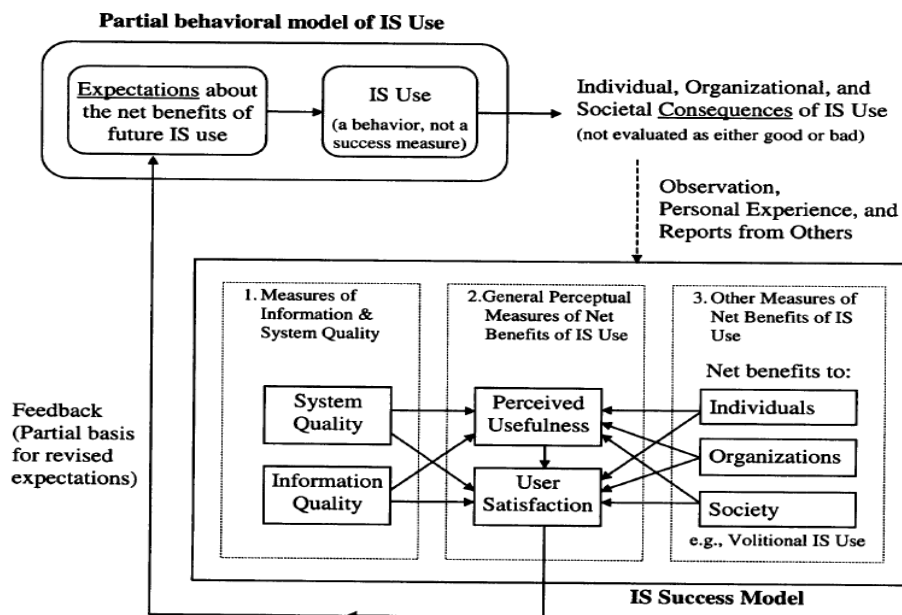 Partial behavioral model of IS Use
Expectations about
the net benefits of
future IS use
IS Use
(a behavior, not a
success measure)
Individual, Organizational, and
Societal Consequences of IS Use
(not evaluated as either good or bad)
Observation,
Personal Experience, and
Reports from Others
1. Measures of
Information &
System Quality
2. General Perceptual
Measures of Net
Benefits of IS Use
3. Other Measures of
Net Benefits of IS
Use
Net benefits to:
System
Quality
Information
Quality
Perceived
Usefulness
User
Satisfaction
Individuals
Organizations
Society
e.g., Volitional IS Use
Feedback
(Partial basis
for revised
expectations)
IS Success Model